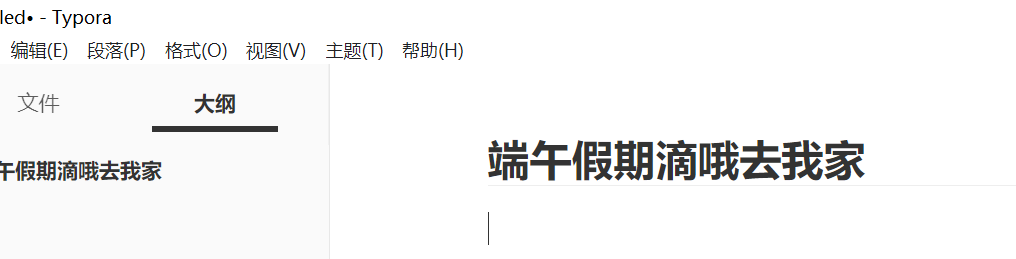 led• - Typora
编辑(E) 段落(P) 格式(O) 视图(V) 主题(T) 帮助(H)
文件 大纲
午假期滴哦去我家
端午假期滴哦去我家